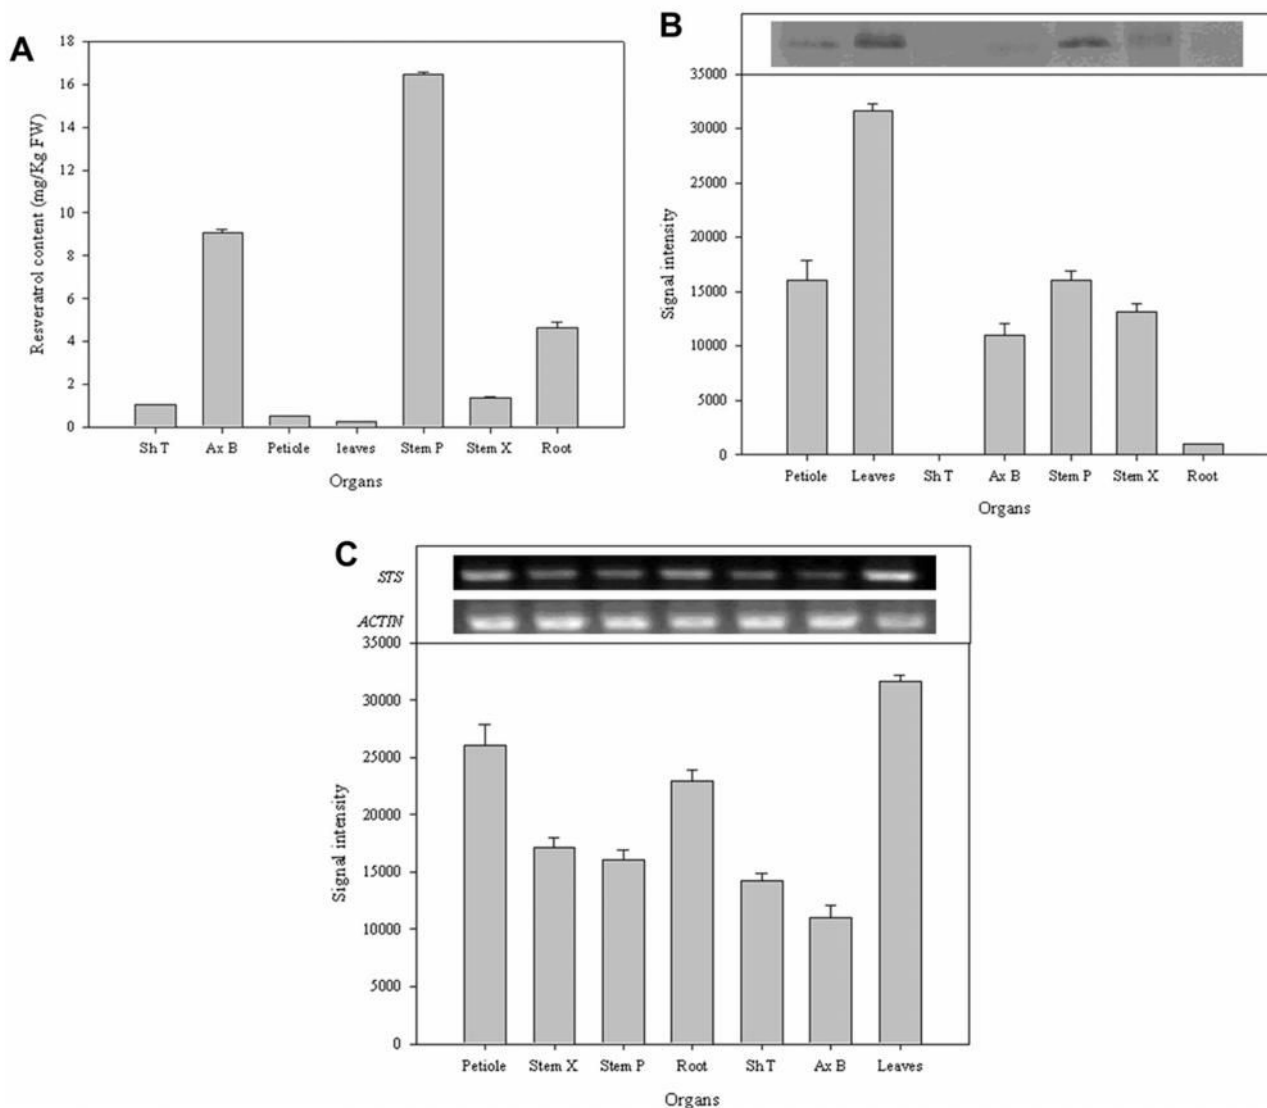 A
Resveratrol content (mg/Kg FW)
18
16
14
12
10
8
6
4
2
0
Sh T Ax B Petiole leaves Stem P Stem X Root
Organs
B
Signal intensity
35000
30000
25000
20000
15000
10000
5000
0
Petiole Leaves Sh T Ax B Stem P Stem X Root
Organs
C
STS
ACTIN
Signal intensity
35000
30000
25000
20000
15000
10000
5000
0
Petiole Stem X Stem P Root Sh T Ax B Leaves
Organs